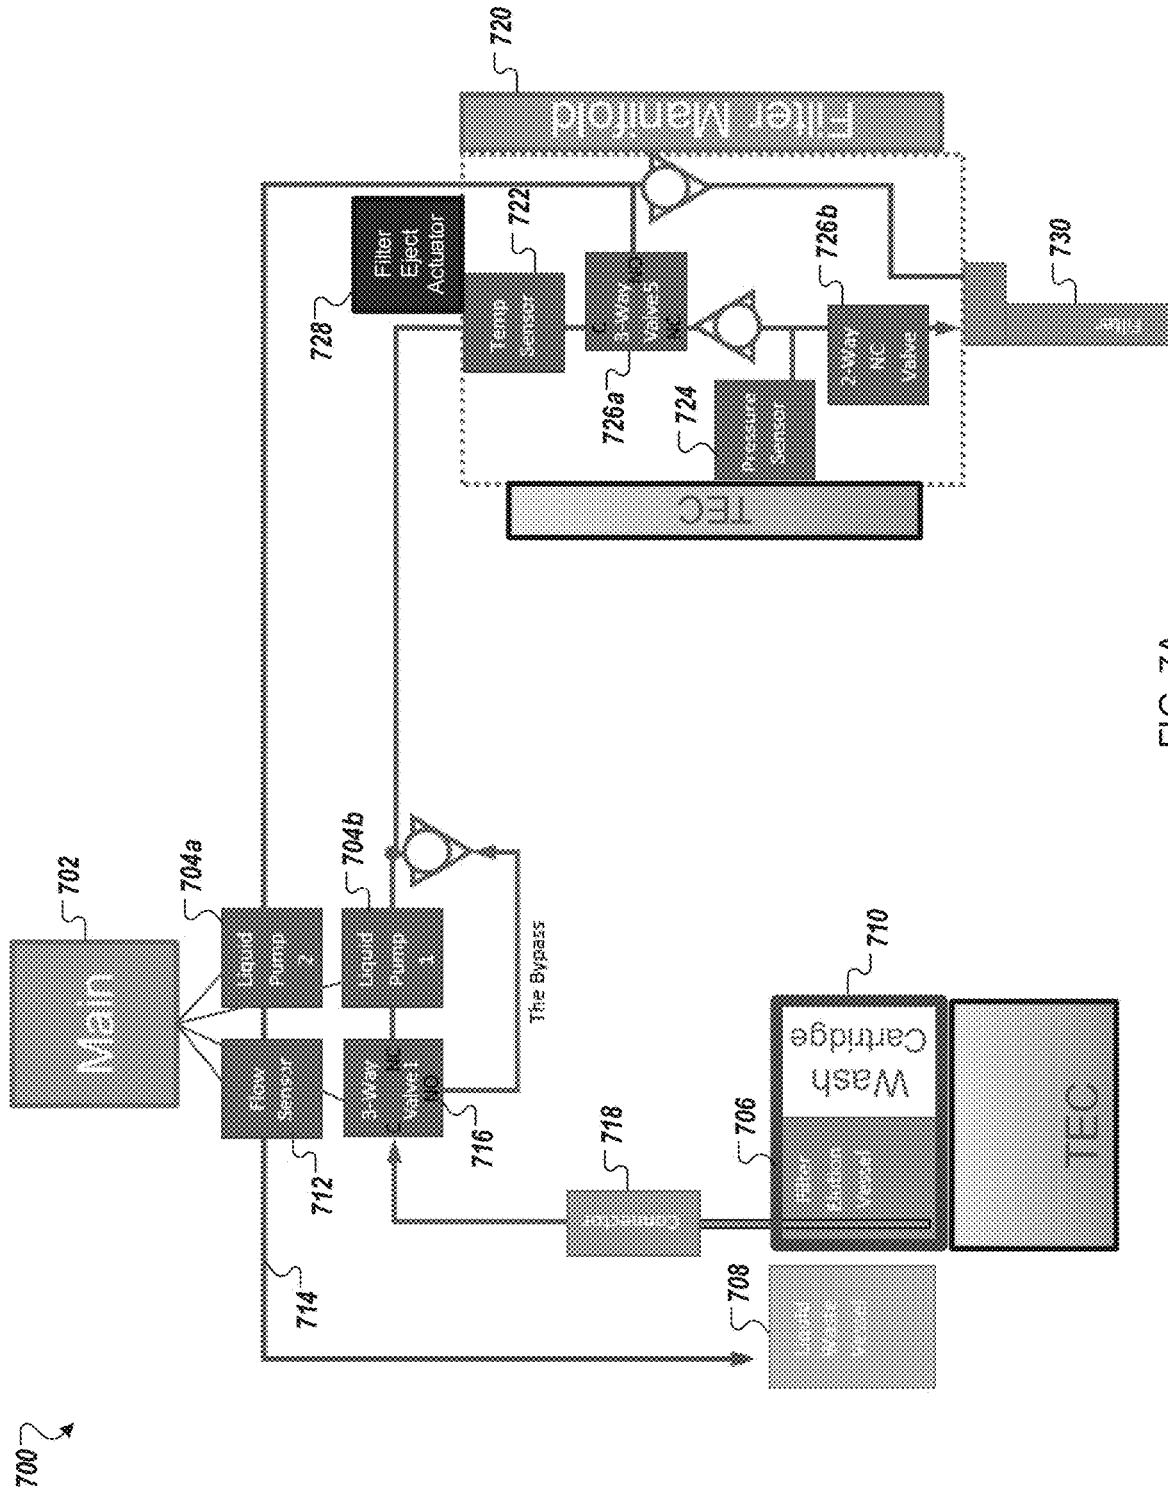 700
Main
702
Liquid
Pump
2
704a
Flow
Sensor
712
714
Liquid
Pump
1
704b
3-Way
Valve1
C
NC
NO
716
The Bypass
718
Connector
706
Wash
Cartridge
710
TEC
708
Filter
Eject
Actuator
728
Temp
Sensor
722
C
3-Way
Valve5
NO
NC
726a
Pressure
Sensor
724
2-Way
NC
Valve
726b
TEC
Filter Manifold
720
Filter
730